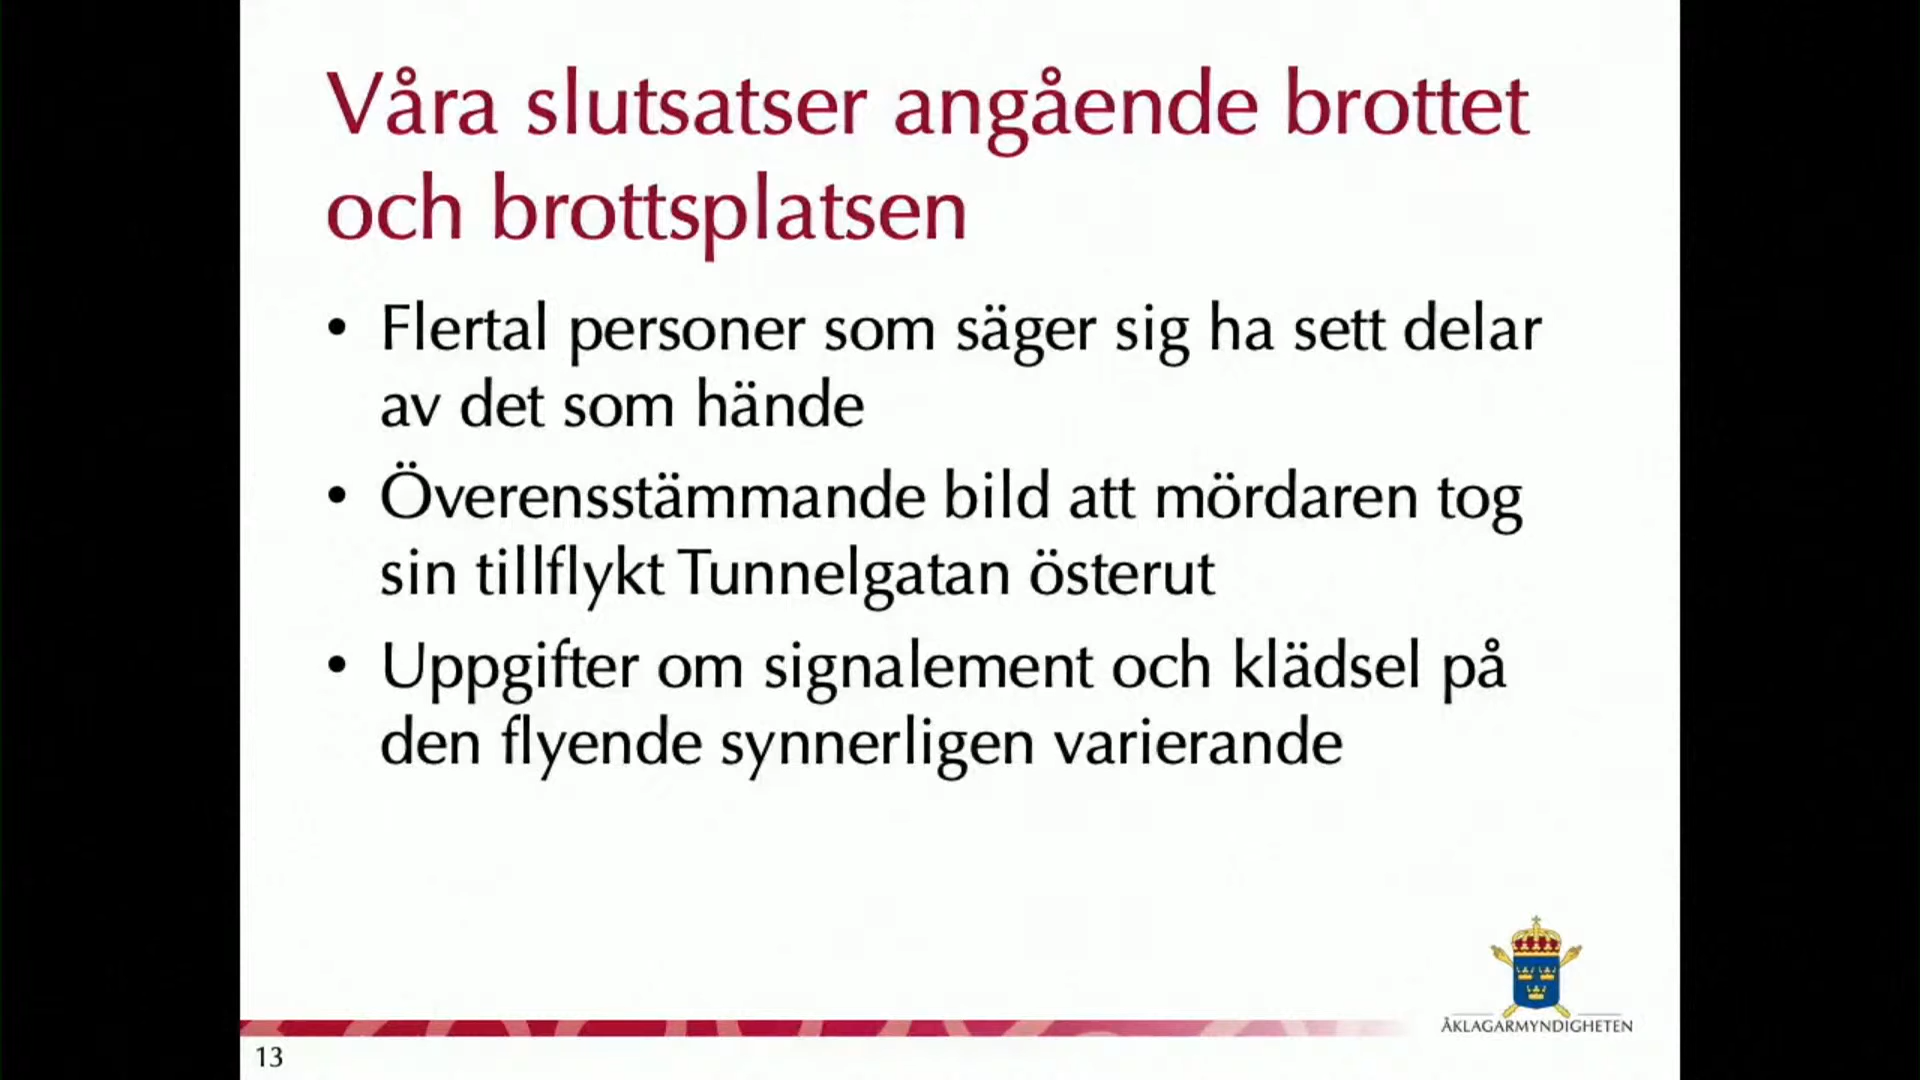 Våra slutsatser angående brottet
och brottsplatsen
• Flertal personer som säger sig ha sett delar
av det som hände
• Överensstämmande bild att mördaren tog
sin tillflykt Tunnelgatan österut
• Uppgifter om signalement och klädsel på
den flyende synnerligen varierande
ÅKLAGARMYNDIGHETEN
13